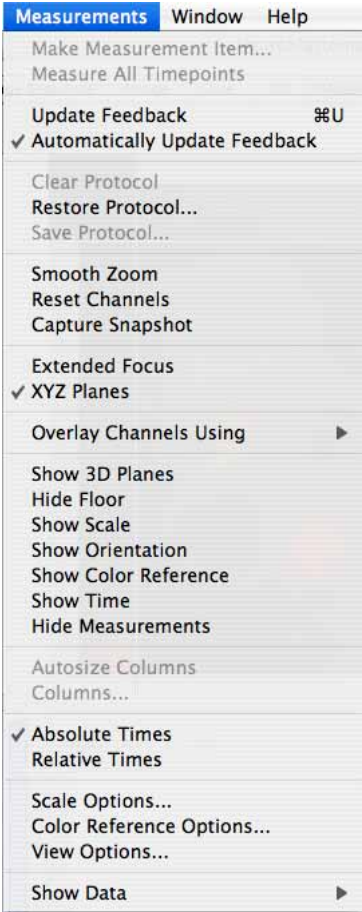 Measurements Window Help
Make Measurement Item...
Measure All Timepoints
Update Feedback ⌘U
✓ Automatically Update Feedback
Clear Protocol
Restore Protocol...
Save Protocol...
Smooth Zoom
Reset Channels
Capture Snapshot
Extended Focus
✓ XYZ Planes
Overlay Channels Using ▶
Show 3D Planes
Hide Floor
Show Scale
Show Orientation
Show Color Reference
Show Time
Hide Measurements
Autosize Columns
Columns...
✓ Absolute Times
Relative Times
Scale Options...
Color Reference Options...
View Options...
Show Data ▶